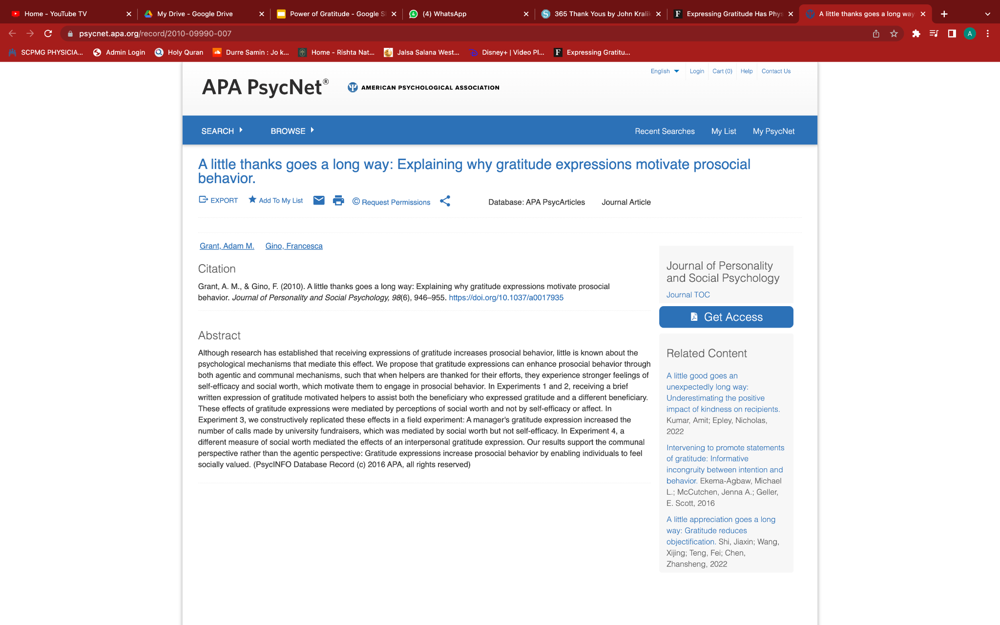 Home - YouTube TV
My Drive - Google Drive
Power of Gratitude - Google Sl
(4) WhatsApp
365 Thank Yous by John Kralik
Expressing Gratitude Has Phys
A little thanks goes a long way
psycnet.apa.org/record/2010-09990-007
A
SCPMG PHYSICIA...
Admin Login
Holy Quran
Durre Samin : Jo k...
Home - Rishta Nat...
Jalsa Salana West...
Disney+ | Video Pl...
Expressing Gratitu...
English
Login
Cart (0)
Help
Contact Us
APA PsycNet®
AMERICAN PSYCHOLOGICAL ASSOCIATION
SEARCH
BROWSE
Recent Searches
My List
My PsycNet
A little thanks goes a long way: Explaining why gratitude expressions motivate prosocial
behavior.
EXPORT
Add To My List
© Request Permissions
Database: APA PsycArticles
Journal Article
Grant, Adam M.
Gino, Francesca
Citation
Grant, A. M., & Gino, F. (2010). A little thanks goes a long way: Explaining why gratitude expressions motivate prosocial
behavior. Journal of Personality and Social Psychology, 98(6), 946–955. https://doi.org/10.1037/a0017935
Abstract
Although research has established that receiving expressions of gratitude increases prosocial behavior, little is known about the
psychological mechanisms that mediate this effect. We propose that gratitude expressions can enhance prosocial behavior through
both agentic and communal mechanisms, such that when helpers are thanked for their efforts, they experience stronger feelings of
self-efficacy and social worth, which motivate them to engage in prosocial behavior. In Experiments 1 and 2, receiving a brief
written expression of gratitude motivated helpers to assist both the beneficiary who expressed gratitude and a different beneficiary.
These effects of gratitude expressions were mediated by perceptions of social worth and not by self-efficacy or affect. In
Experiment 3, we constructively replicated these effects in a field experiment: A manager's gratitude expression increased the
number of calls made by university fundraisers, which was mediated by social worth but not self-efficacy. In Experiment 4, a
different measure of social worth mediated the effects of an interpersonal gratitude expression. Our results support the communal
perspective rather than the agentic perspective: Gratitude expressions increase prosocial behavior by enabling individuals to feel
socially valued. (PsycINFO Database Record (c) 2016 APA, all rights reserved)
Journal of Personality
and Social Psychology
Journal TOC
Get Access
Related Content
A little good goes an
unexpectedly long way:
Underestimating the positive
impact of kindness on recipients.
Kumar, Amit; Epley, Nicholas,
2022
Intervening to promote statements
of gratitude: Informative
incongruity between intention and
behavior. Ekema-Agbaw, Michael
L.; McCutchen, Jenna A.; Geller,
E. Scott, 2016
A little appreciation goes a long
way: Gratitude reduces
objectification. Shi, Jiaxin; Wang,
Xijing; Teng, Fei; Chen,
Zhansheng, 2022